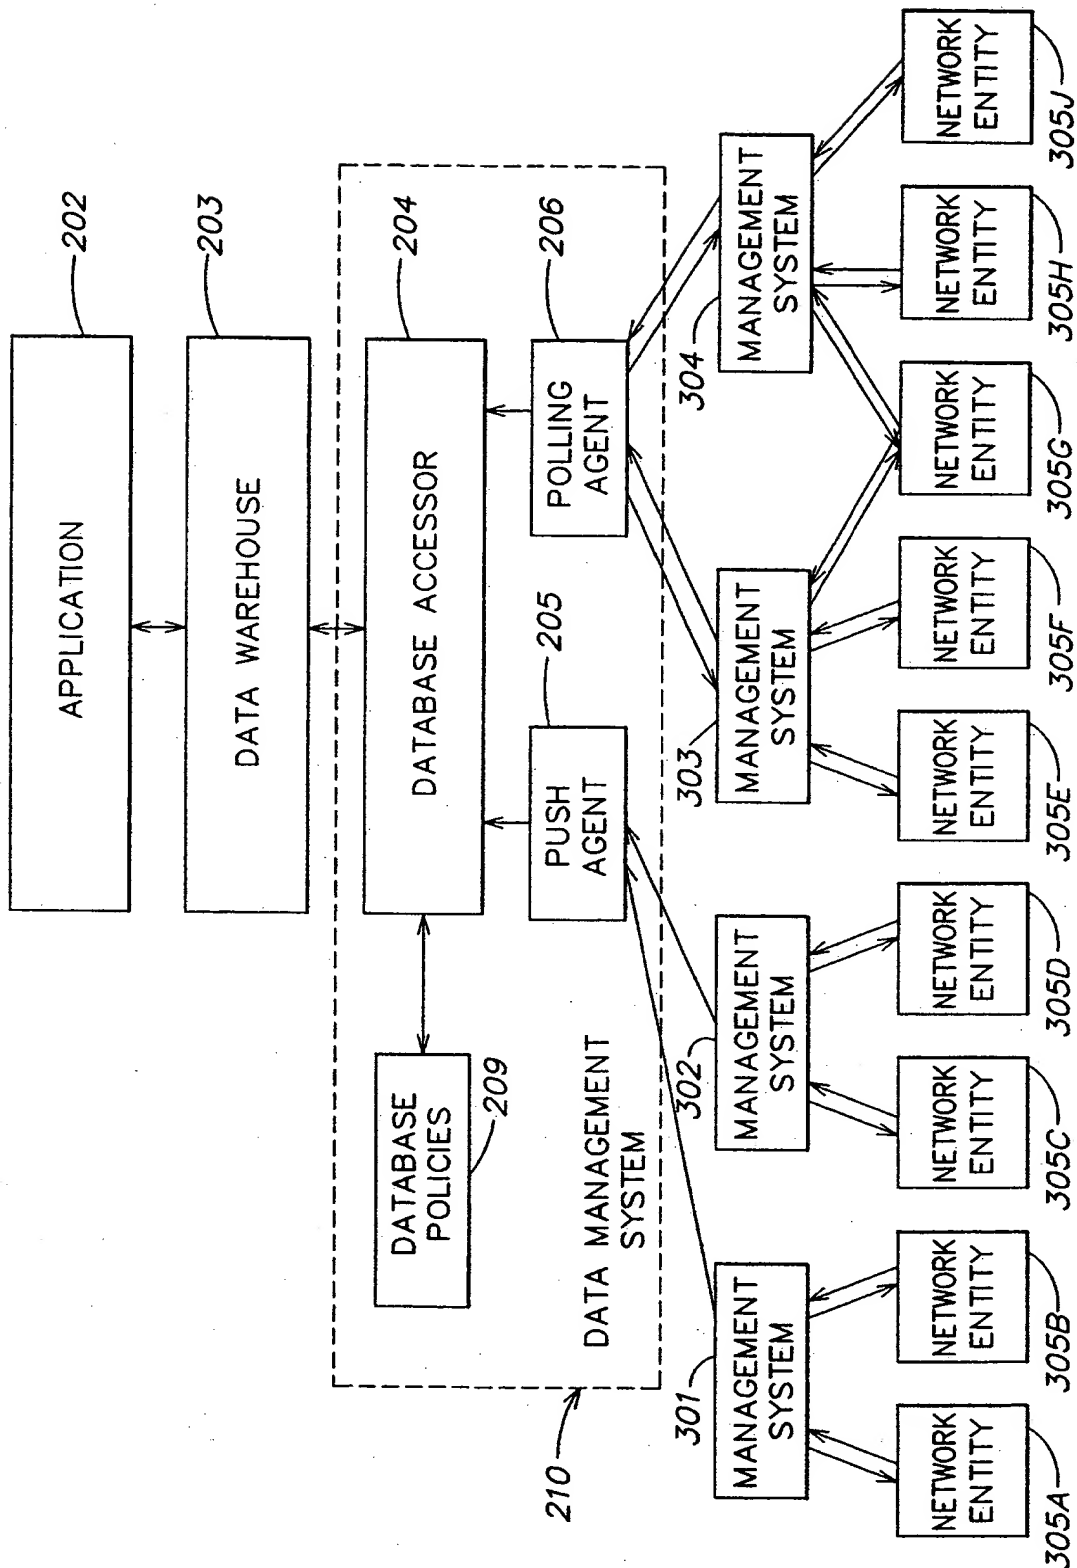 APPLICATION
202
DATA WAREHOUSE
203
DATABASE ACCESSOR
204
DATABASE
POLICIES
209
PUSH
AGENT
205
POLLING
AGENT
206
DATA MANAGEMENT
SYSTEM
210
301
MANAGEMENT
SYSTEM
302
MANAGEMENT
SYSTEM
303
MANAGEMENT
SYSTEM
304
MANAGEMENT
SYSTEM
NETWORK
ENTITY
305A
NETWORK
ENTITY
305B
NETWORK
ENTITY
305C
NETWORK
ENTITY
305D
NETWORK
ENTITY
305E
NETWORK
ENTITY
305F
NETWORK
ENTITY
305G
NETWORK
ENTITY
305H
NETWORK
ENTITY
305J